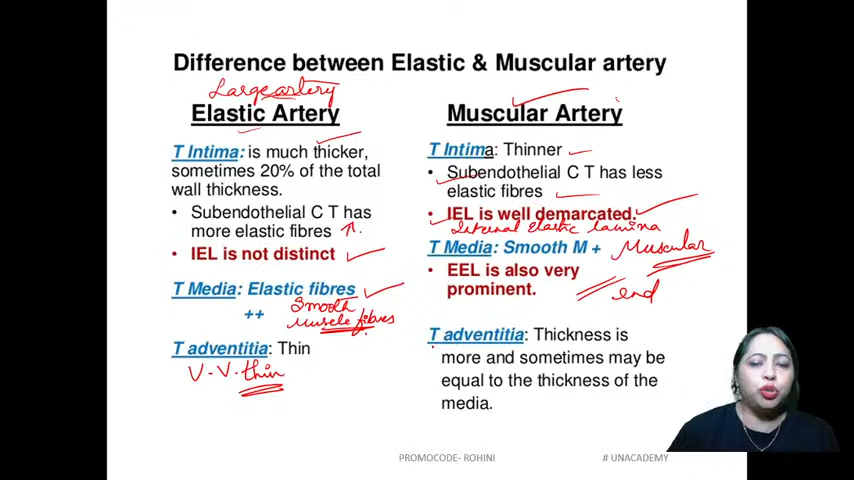 Difference between Elastic & Muscular artery
Large artery
Elastic Artery
T Intima: is much thicker,
sometimes 20% of the total
wall thickness.
• Subendothelial C T has
more elastic fibres ↑.
• IEL is not distinct
T Media: Elastic fibres
++
Smooth
Muscle fibres
T adventitia: Thin
V-V-thin
Muscular Artery
T Intima: Thinner
• Subendothelial C T has less
elastic fibres
• IEL is well demarcated.
Internal elastic lamina
T Media: Smooth M + Muscular
• EEL is also very
prominent.
end
T adventitia: Thickness is
more and sometimes may be
equal to the thickness of the
media.
PROMOCODE- ROHINI
# UNACADEMY